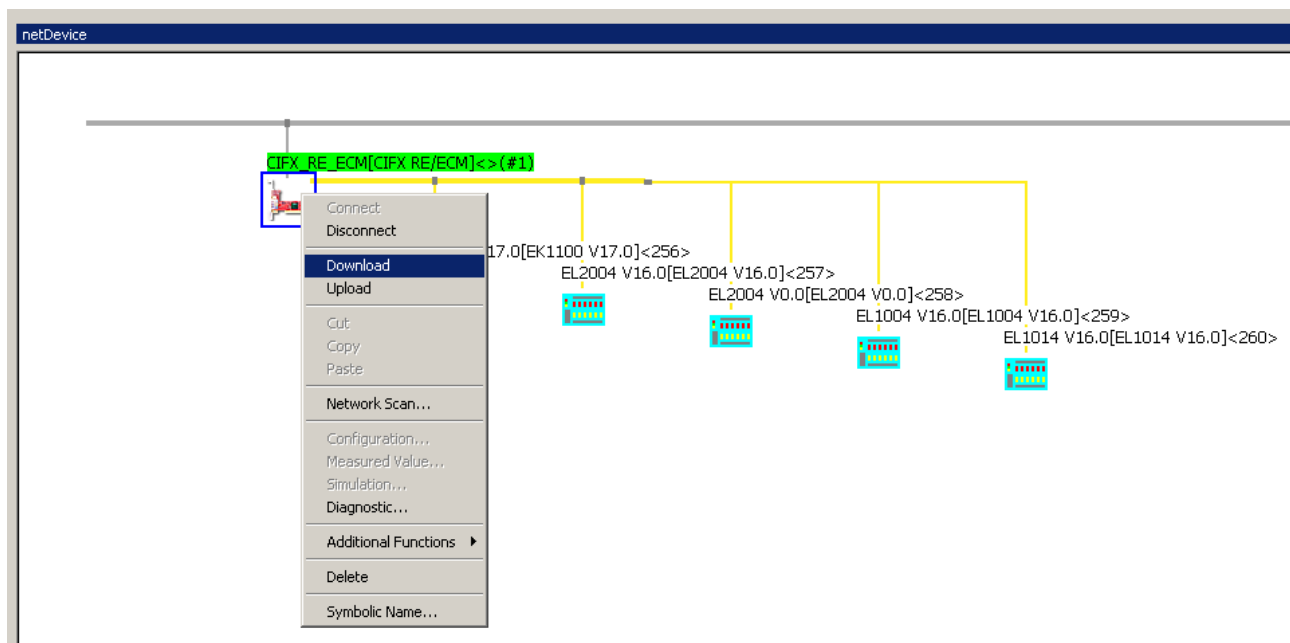 netDevice
CIFX_RE_ECM[CIFX RE/ECM]<>(#1)
17.0[EK1100 V17.0]<256>
EL2004 V16.0[EL2004 V16.0]<257>
EL2004 V0.0[EL2004 V0.0]<258>
EL1004 V16.0[EL1004 V16.0]<259>
EL1014 V16.0[EL1014 V16.0]<260>
Connect
Disconnect
Download
Upload
Cut
Copy
Paste
Network Scan...
Configuration...
Measured Value...
Simulation...
Diagnostic...
Additional Functions
Delete
Symbolic Name...